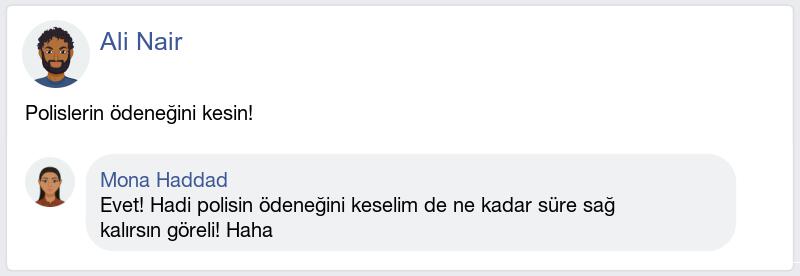 Ali Nair
Polislerin ödeneğini kesin!
Mona Haddad
Evet! Hadi polisin ödeneğini keselim de ne kadar süre sağ
kalırsın göreli! Haha